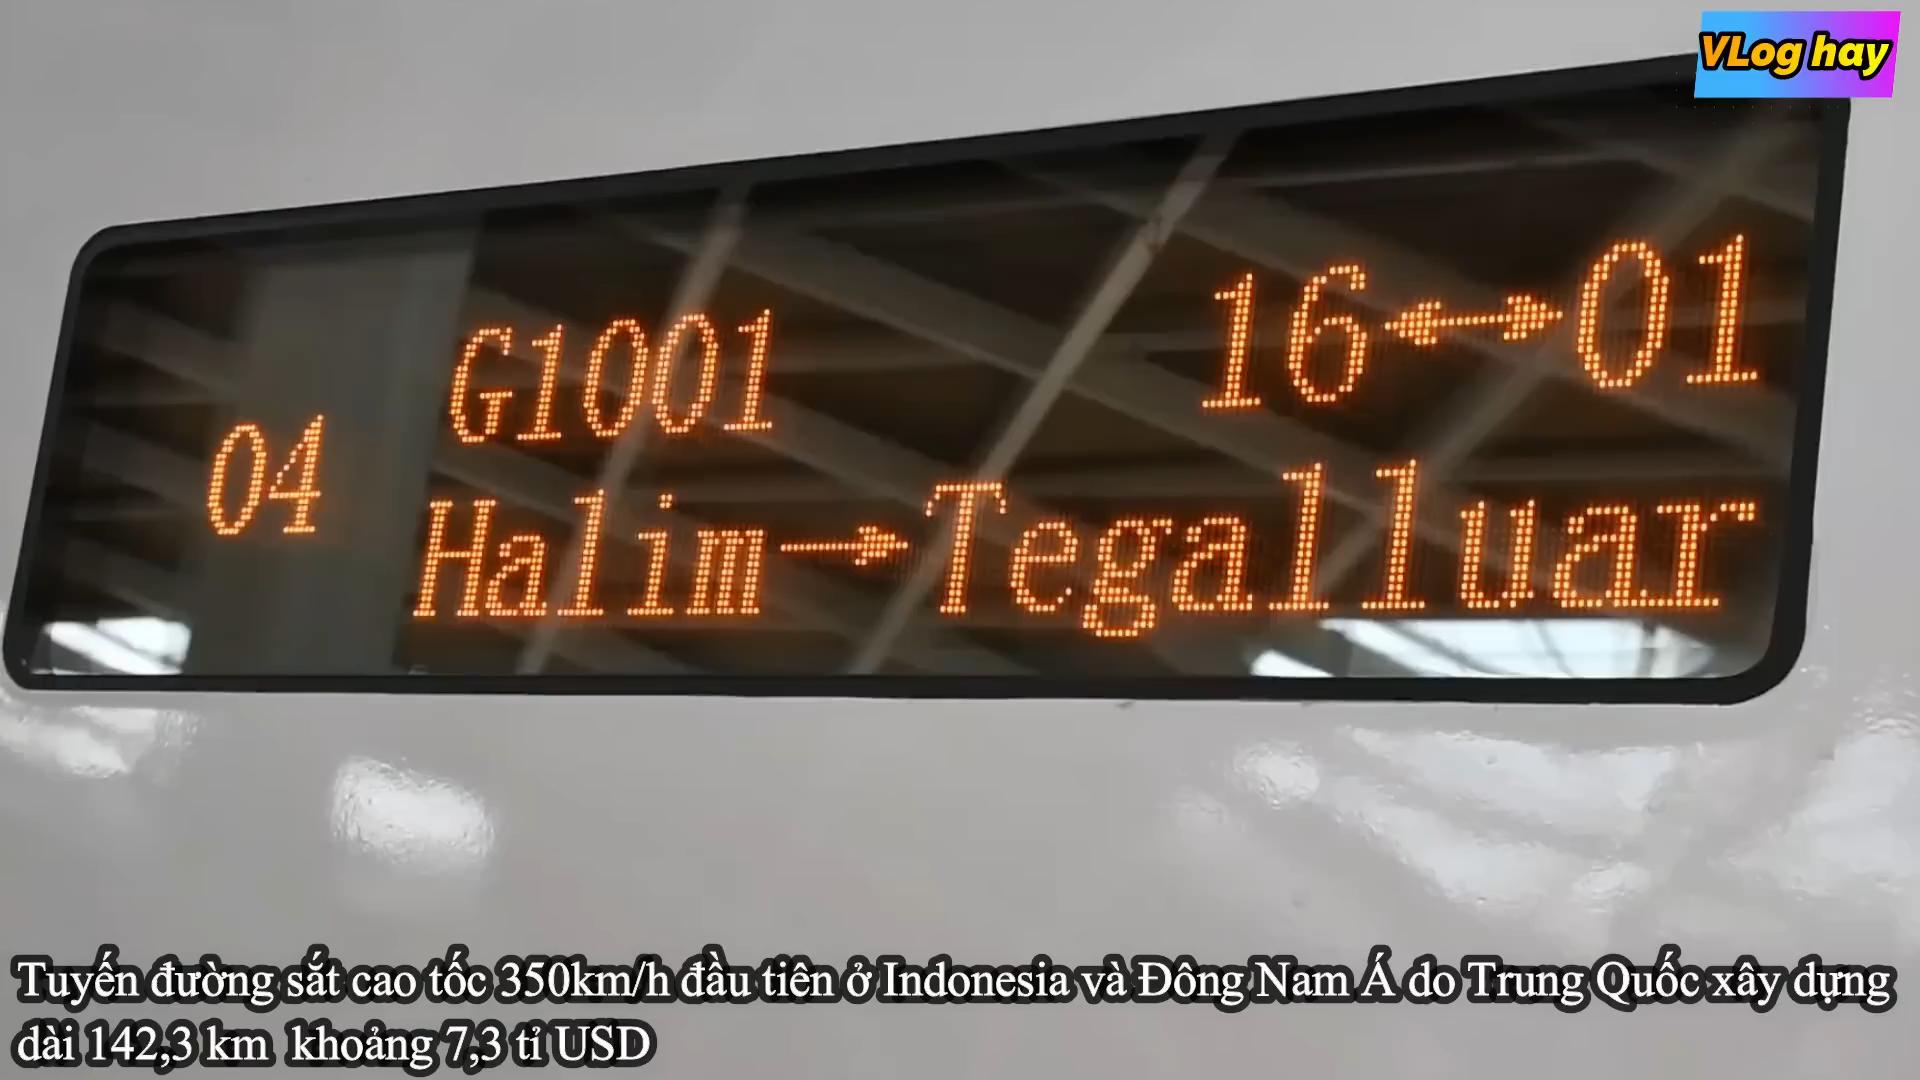 VLog hay
G1001 16↔01
04
Halim→Tegalluar
Tuyến đường sắt cao tốc 350km/h đầu tiên ở Indonesia và Đông Nam Á do Trung Quốc xây dựng
dài 142,3 km khoảng 7,3 tỉ USD